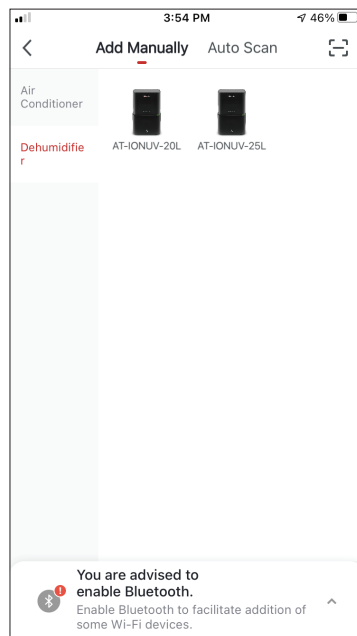 3:54 PM 46%
Add Manually Auto Scan
Air
Conditioner
Dehumidifie
r
AT-IONUV-20L AT-IONUV-25L
You are advised to
enable Bluetooth.
Enable Bluetooth to facilitate addition of
some Wi-Fi devices.